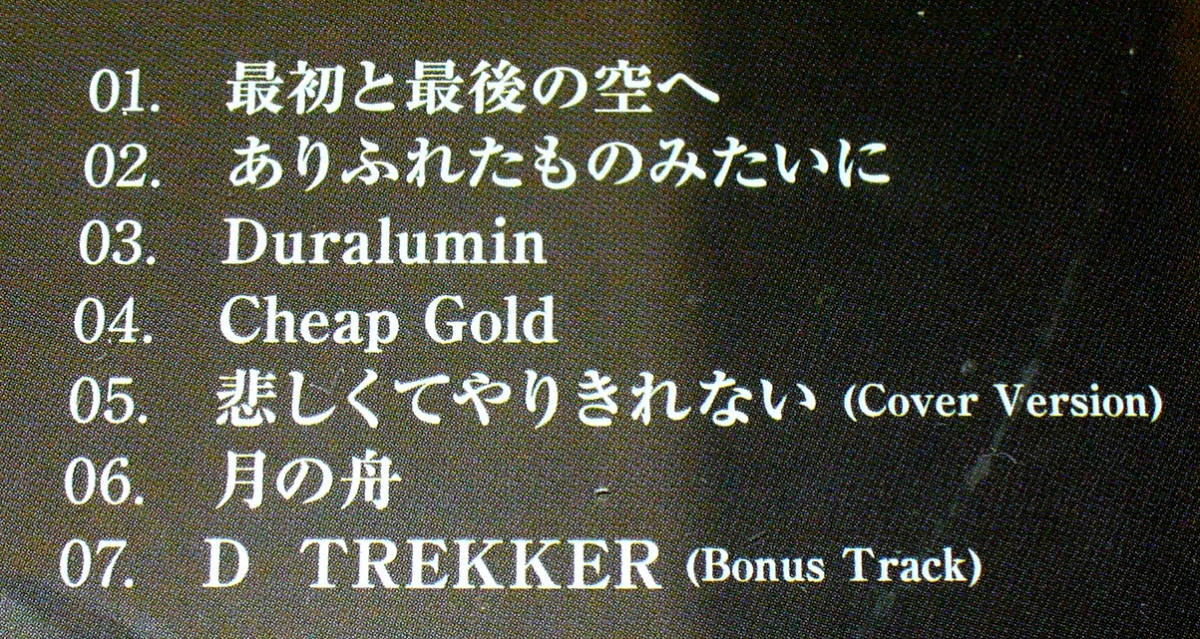 01. 最初と最後の空へ
02. ありふれたものみたいに
03. Duralumin
04. Cheap Gold
05. 悲しくてやりきれない (Cover Version)
06. 月の舟
07. D TREKKER (Bonus Track)